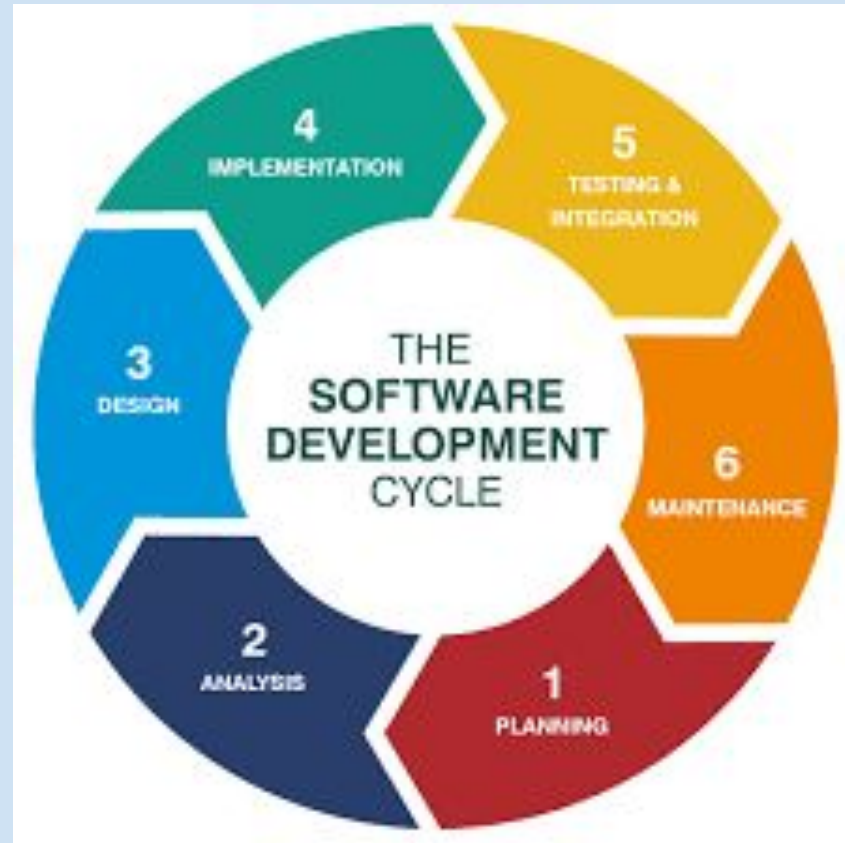 THE
SOFTWARE
DEVELOPMENT
CYCLE
1
PLANNING
2
ANALYSIS
3
DESIGN
4
IMPLEMENTATION
5
TESTING &
INTEGRATION
6
MAINTENANCE